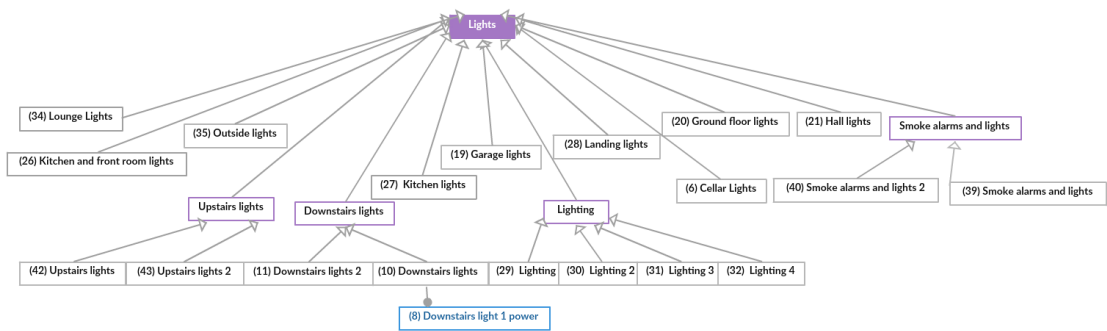 Lights
(34) Lounge Lights
(35) Outside lights
(26) Kitchen and front room lights
(27) Kitchen lights
(19) Garage lights
(28) Landing lights
(20) Ground floor lights
(21) Hall lights
Smoke alarms and lights
(6) Cellar Lights
(40) Smoke alarms and lights 2
(39) Smoke alarms and lights
Upstairs lights
Downstairs lights
Lighting
(42) Upstairs lights
(43) Upstairs lights 2
(11) Downstairs lights 2
(10) Downstairs lights
(29) Lighting
(30) Lighting 2
(31) Lighting 3
(32) Lighting 4
(8) Downstairs light 1 power